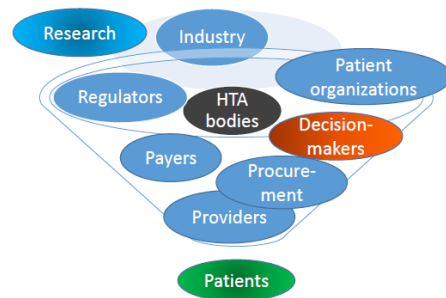 Research
Industry
Patient
organizations
Regulators
HTA
bodies
Decision-
makers
Payers
Procure-
ment
Providers
Patients